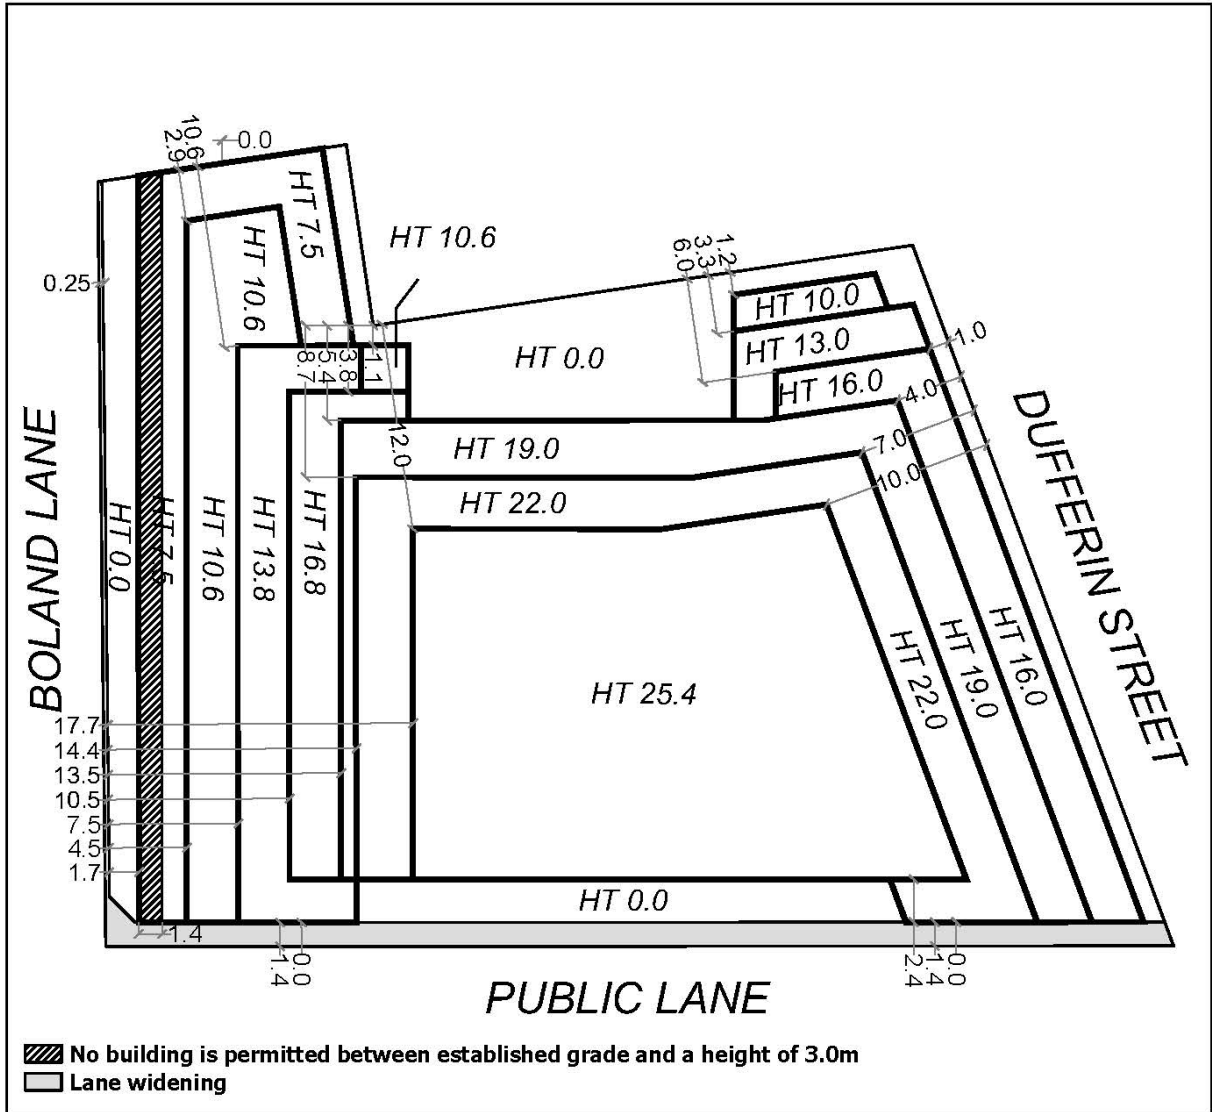 0.0
10.6
2.9
HT 7.5
HT 10.6
HT 10.6
0.25
1.2
3.3
6.0
HT 10.0
HT 13.0
HT 16.0
HT 0.0
1.0
4.0
7.0
10.0
1.1
3.8
5.4
8.7
12.0
HT 19.0
HT 22.0
BOLAND LANE
HT 0.0
HT 7.5
HT 10.6
HT 13.8
HT 16.8
HT 25.4
HT 22.0
HT 19.0
HT 16.0
DUFFERIN STREET
17.7
14.4
13.5
10.5
7.5
4.5
1.7
HT 0.0
1.4
1.4
0.0
2.4
1.4
0.0
PUBLIC LANE
No building is permitted between established grade and a height of 3.0m
Lane widening